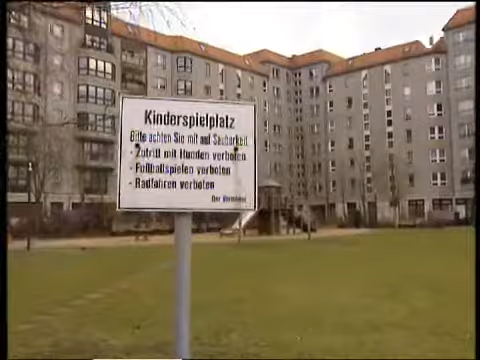 Kinderspielplatz
Bitte achten Sie mit auf Sauberkeit
- Zutritt mit Hunden verboten
- Fußballspielen verboten
- Radfahren verboten
Der Vermieter